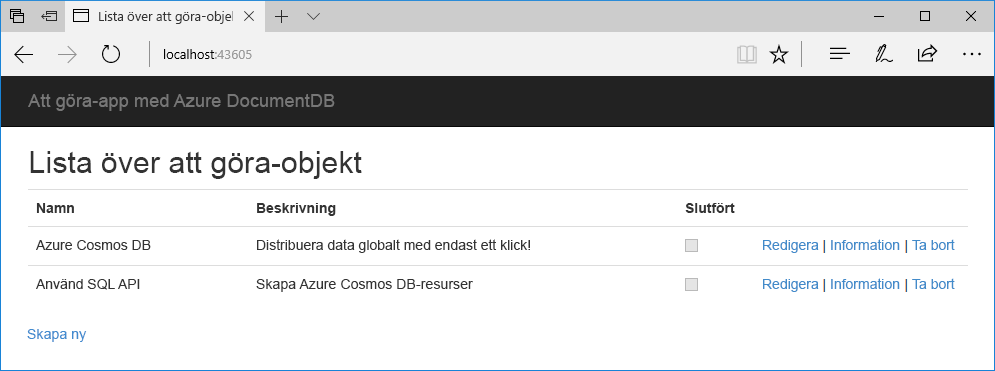 Lista över att göra-objel
localhost:43605
Att göra-app med Azure DocumentDB
Lista över att göra-objekt
Namn Beskrivning Slutfört
Azure Cosmos DB Distribuera data globalt med endast ett klick! Redigera | Information | Ta bort
Använd SQL API Skapa Azure Cosmos DB-resurser Redigera | Information | Ta bort
Skapa ny